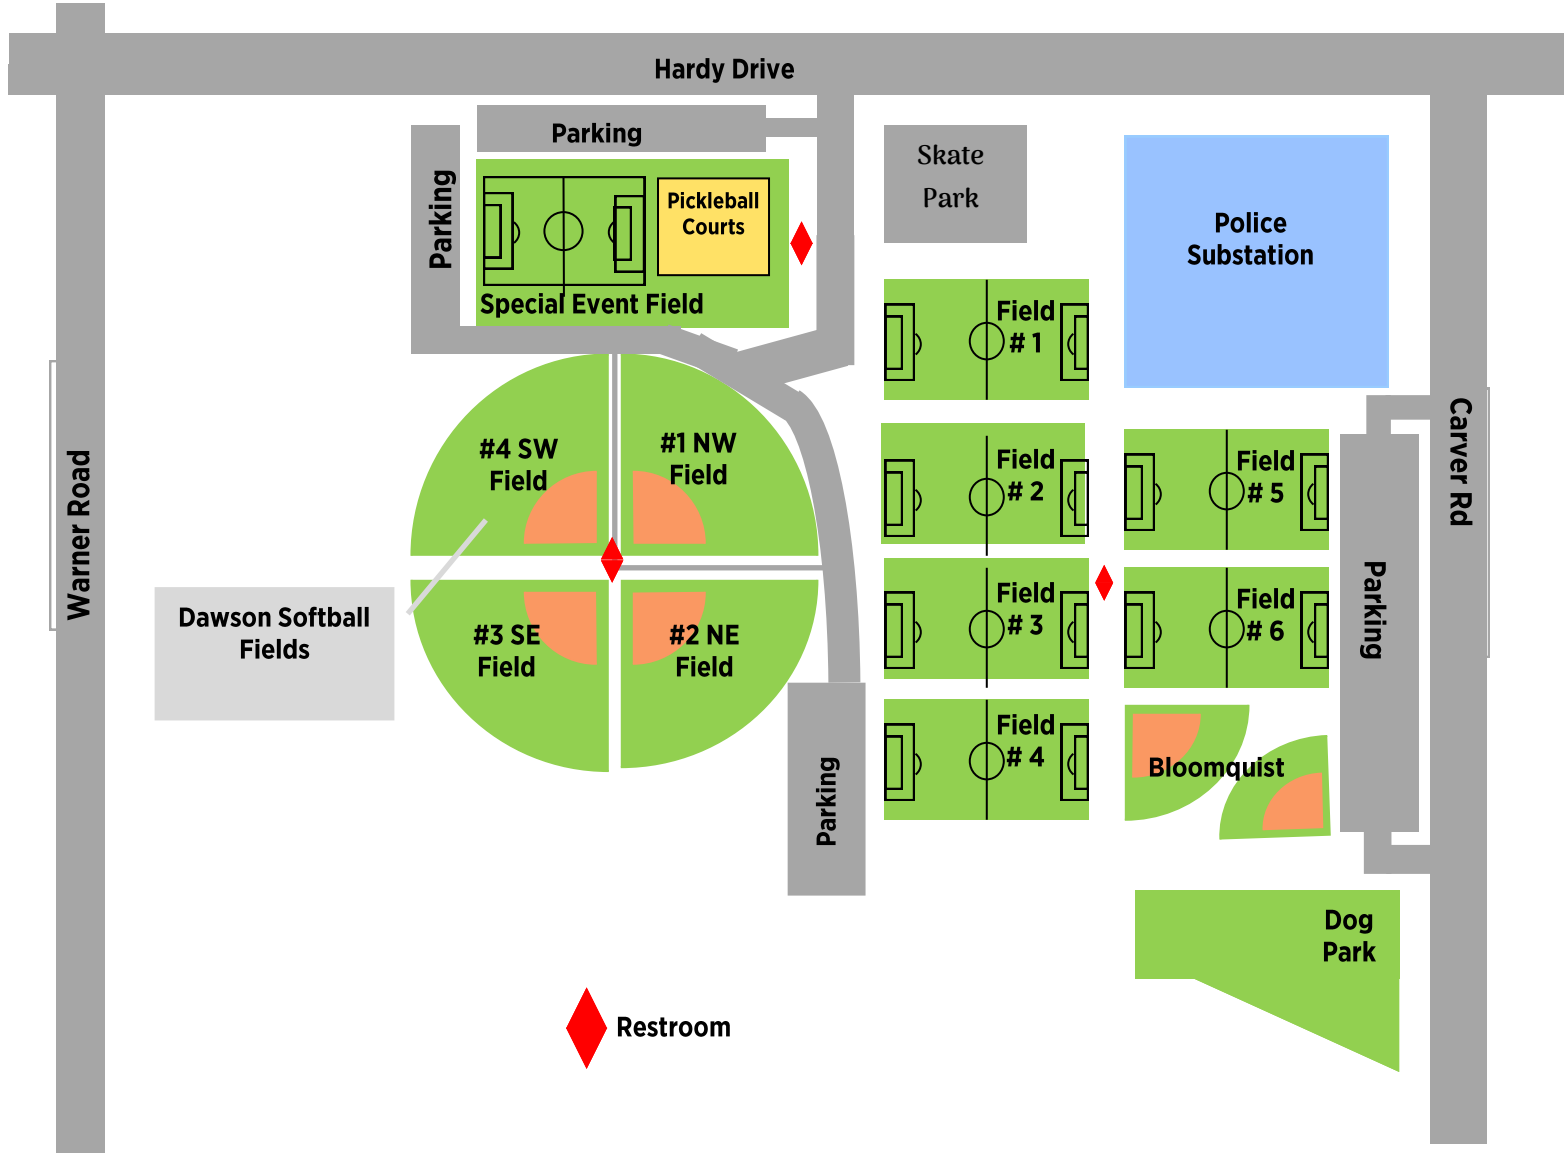 Hardy Drive
Parking
Parking
Pickleball
Courts
Special Event Field
Skate
Park
Police
Substation
Field
# 1
#4 SW
Field
#1 NW
Field
Field
# 2
Field
# 5
Carver Rd
Warner Road
Dawson Softball
Fields
#3 SE
Field
#2 NE
Field
Field
# 3
Field
# 6
Parking
Field
# 4
Bloomquist
Parking
Dog
Park
Restroom